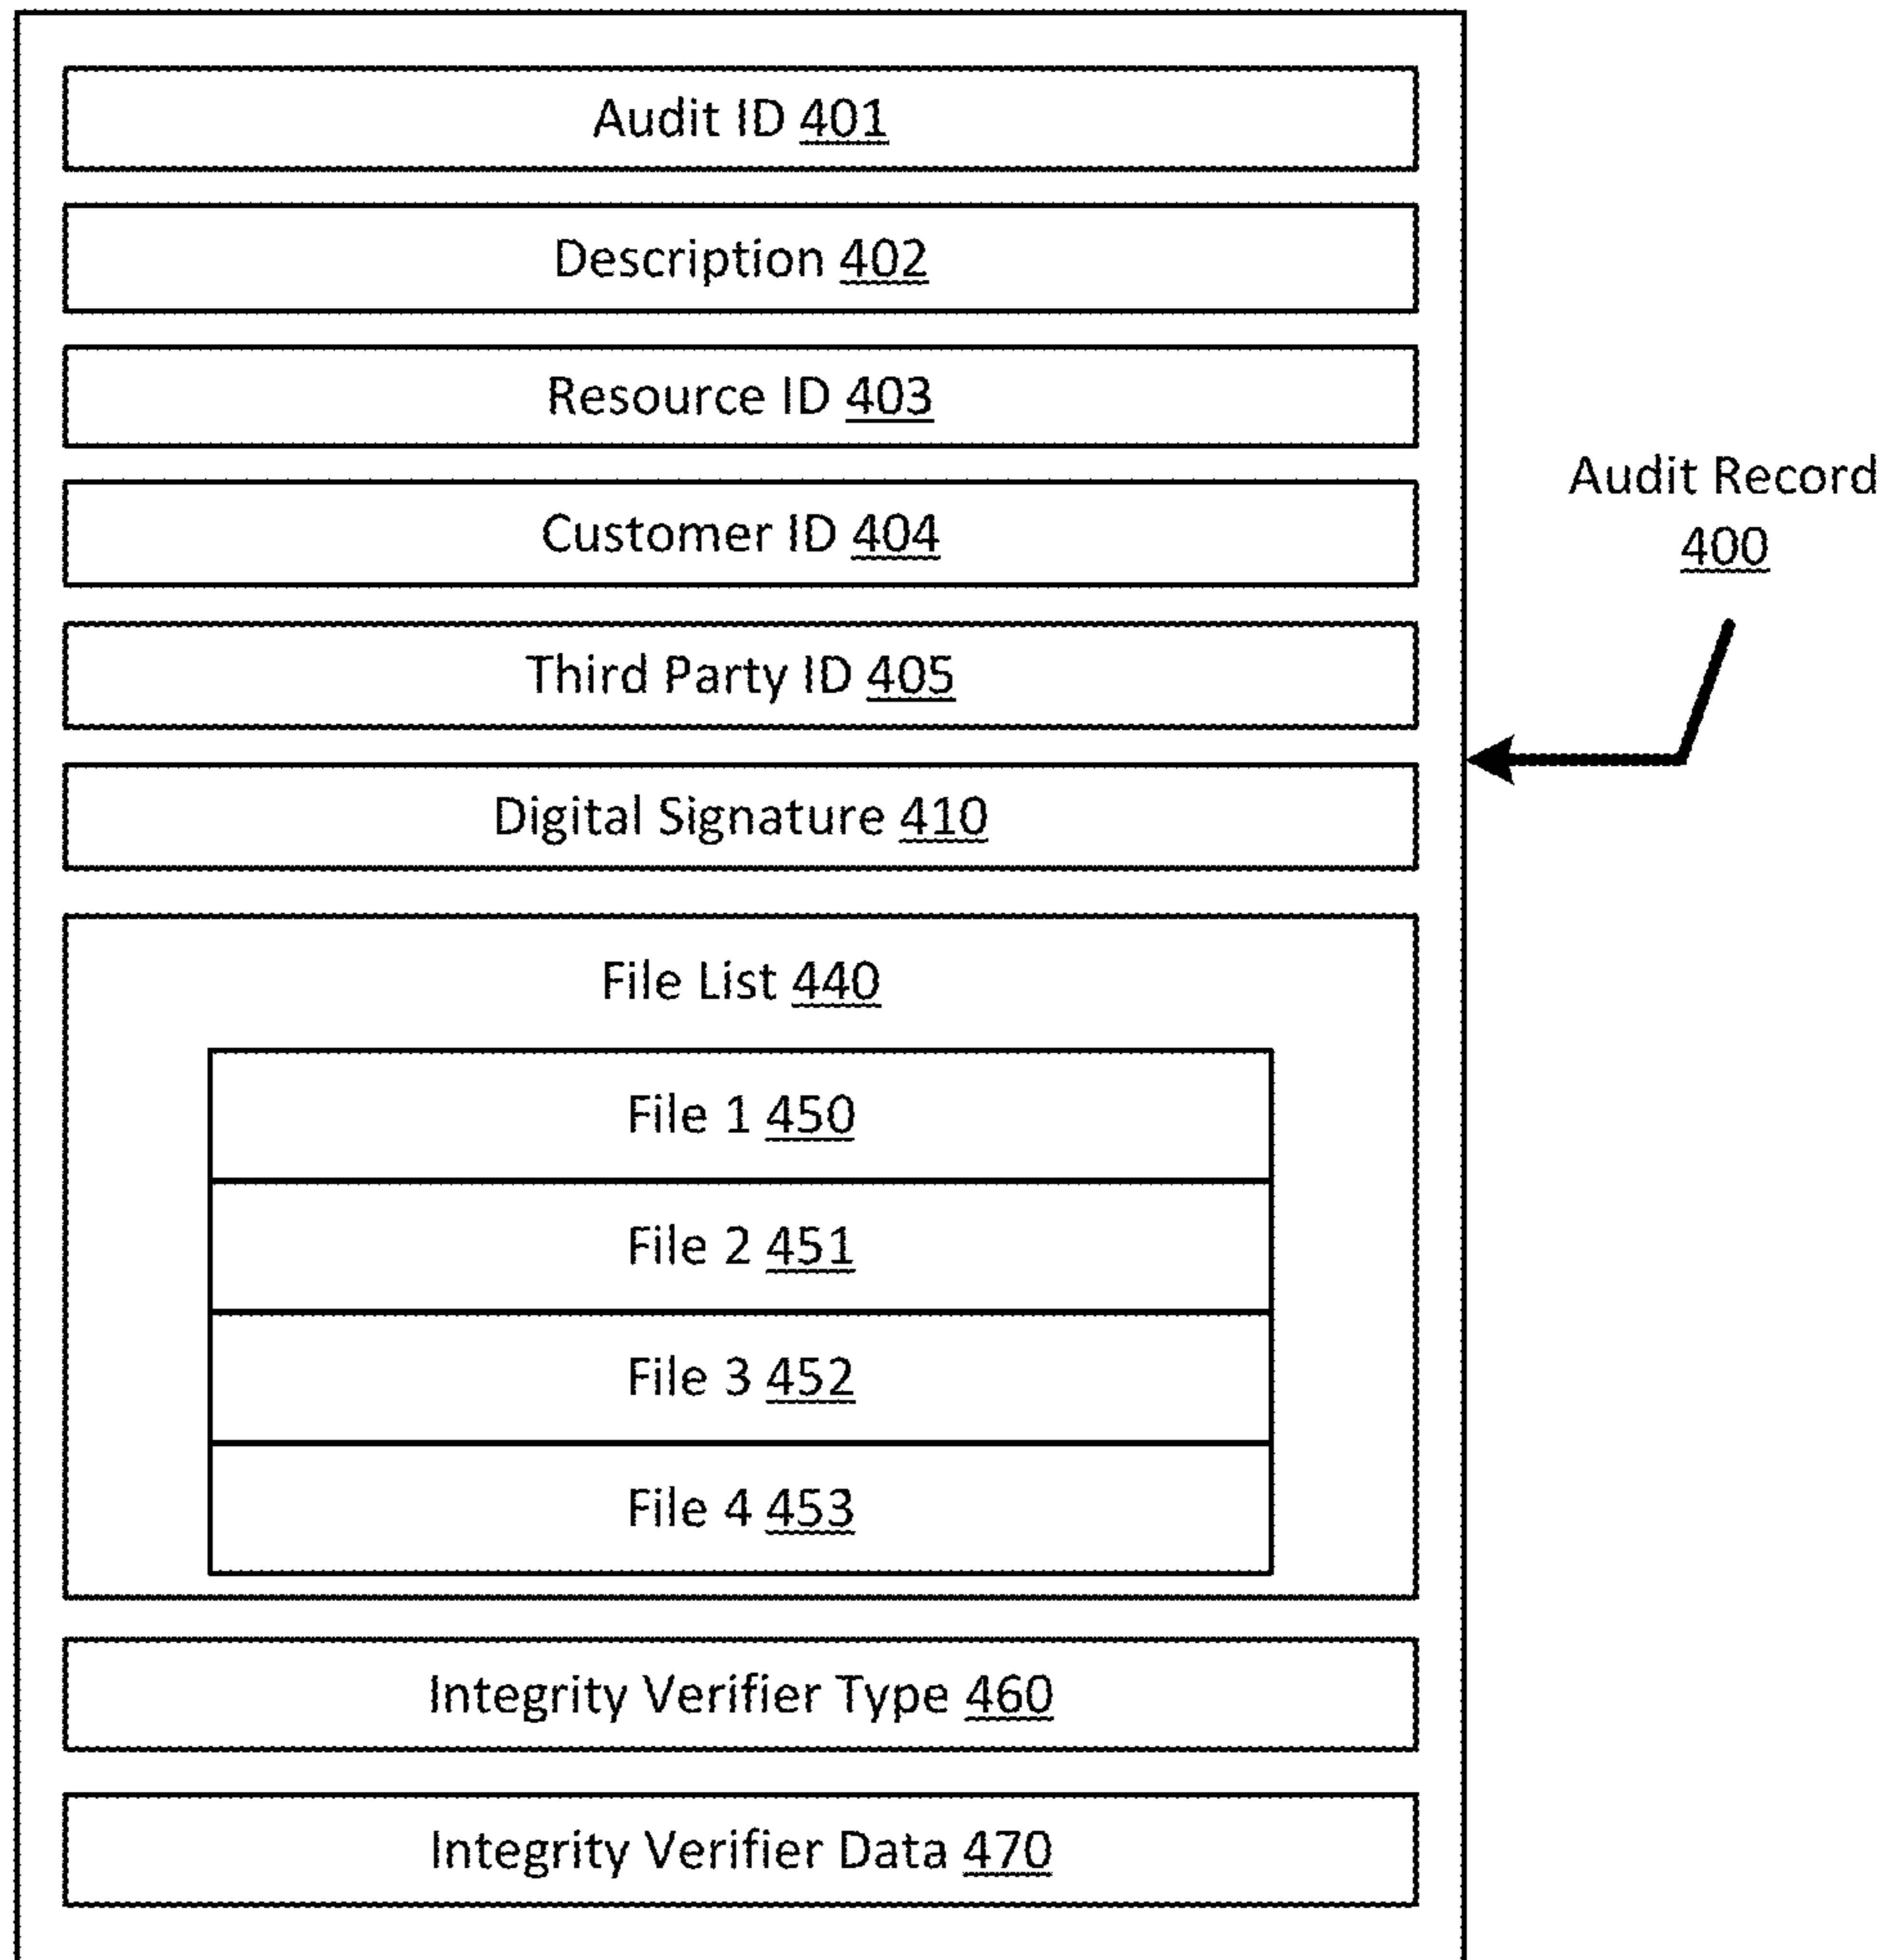 Audit ID 401
Description 402
Resource ID 403
Customer ID 404
Third Party ID 405
Digital Signature 410
File List 440
File 1 450
File 2 451
File 3 452
File 4 453
Integrity Verifier Type 460
Integrity Verifier Data 470
Audit Record
400